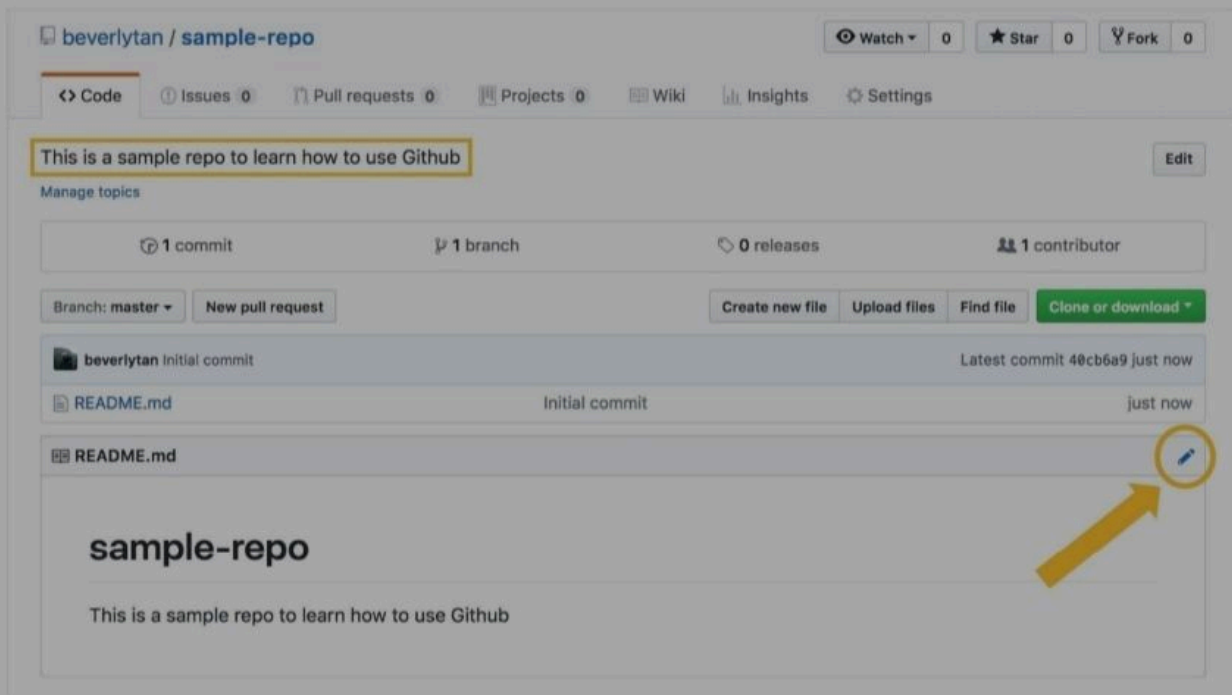 beverlytan / sample-repo
Watch 0 Star 0 Fork 0
Code Issues 0 Pull requests 0 Projects 0 Wiki Insights Settings
This is a sample repo to learn how to use Github
Edit
Manage topics
1 commit 1 branch 0 releases 1 contributor
Branch: master New pull request Create new file Upload files Find file Clone or download
beverlytan Initial commit Latest commit 40cb6a9 just now
README.md Initial commit just now
README.md
sample-repo
This is a sample repo to learn how to use Github